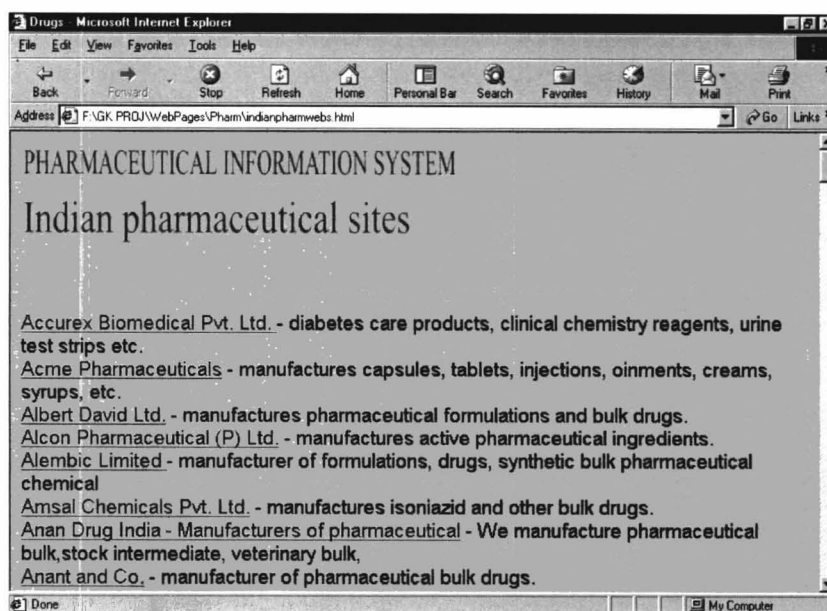 Drugs - Microsoft Internet Explorer
File Edit View Favorites Tools Help
Back Forward Stop Refresh Home Personal Bar Search Favorites History Mail Print
Address F:\GK PROJ\WebPages\Pharm\indianpharmwebs.html Go Links
PHARMACEUTICAL INFORMATION SYSTEM
Indian pharmaceutical sites
Accurex Biomedical Pvt. Ltd. - diabetes care products, clinical chemistry reagents, urine
test strips etc.
Acme Pharmaceuticals - manufactures capsules, tablets, injections, oinments, creams,
syrups, etc.
Albert David Ltd. - manufactures pharmaceutical formulations and bulk drugs.
Alcon Pharmaceutical (P) Ltd. - manufactures active pharmaceutical ingredients.
Alembic Limited - manufacturer of formulations, drugs, synthetic bulk pharmaceutical
chemical
Amsal Chemicals Pvt. Ltd. - manufactures isoniazid and other bulk drugs.
Anan Drug India - Manufacturers of pharmaceutical - We manufacture pharmaceutical
bulk,stock intermediate, veterinary bulk,
Anant and Co. - manufacturer of pharmaceutical bulk drugs.
Done My Computer